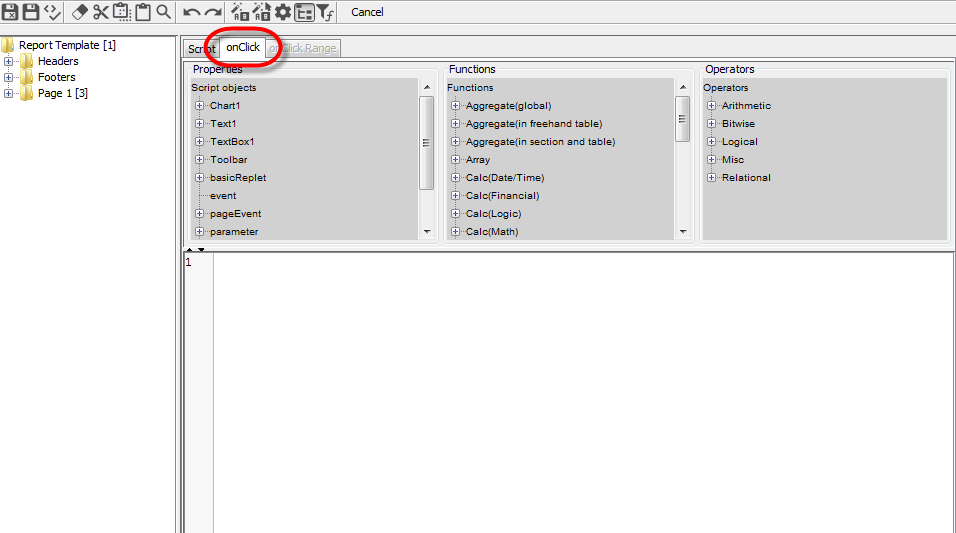 Cancel
Report Template [1]
Headers
Footers
Page 1 [3]
Script onClick onClick Range
Properties
Script objects
Chart1
Text1
TextBox1
Toolbar
basicReplet
event
pageEvent
parameter
Functions
Functions
Aggregate(global)
Aggregate(in freehand table)
Aggregate(in section and table)
Array
Calc(Date/Time)
Calc(Financial)
Calc(Logic)
Calc(Math)
Operators
Operators
Arithmetic
Bitwise
Logical
Misc
Relational
1